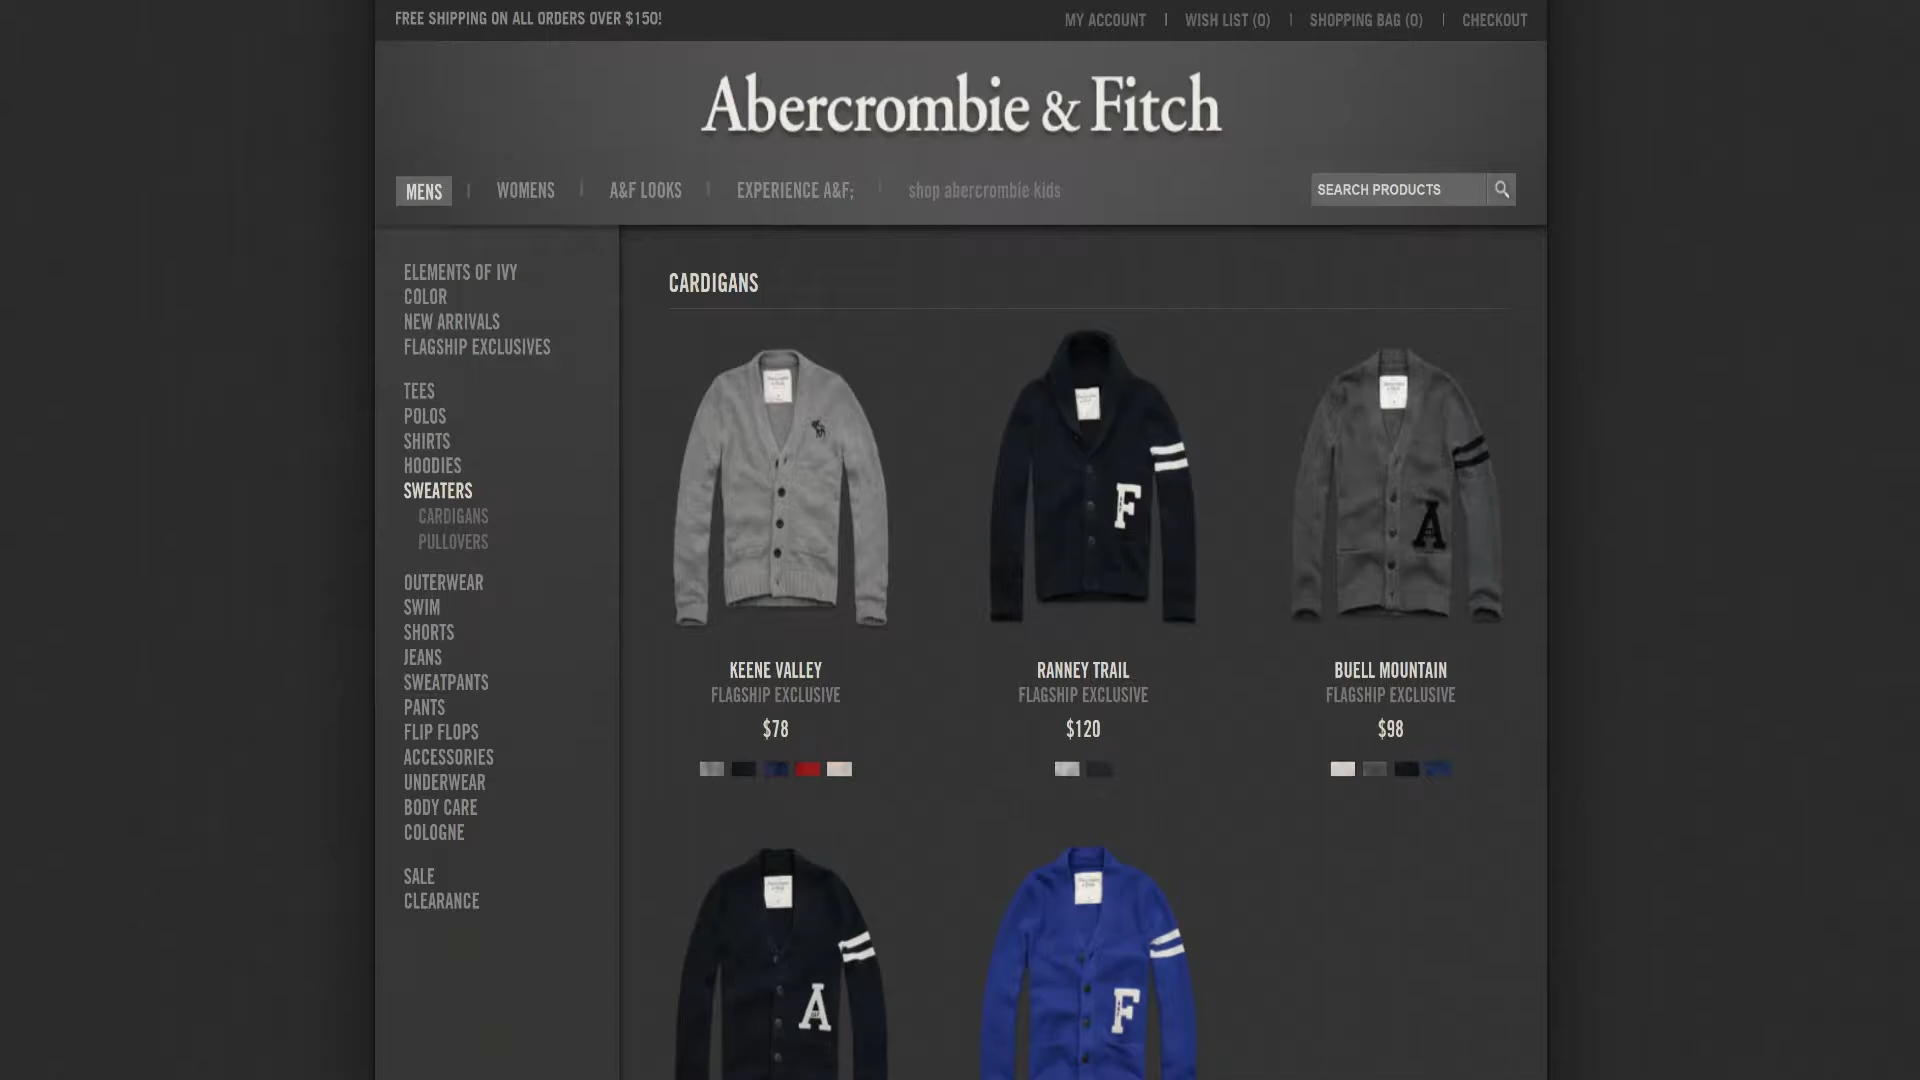 FREE SHIPPING ON ALL ORDERS OVER $150!
MY ACCOUNT | WISH LIST (0) | SHOPPING BAG (0) | CHECKOUT
Abercrombie & Fitch
MENS | WOMENS | A&F LOOKS | EXPERIENCE A&F; | shop abercrombie kids
SEARCH PRODUCTS
ELEMENTS OF IVY
COLOR
NEW ARRIVALS
FLAGSHIP EXCLUSIVES
TEES
POLOS
SHIRTS
HOODIES
SWEATERS
CARDIGANS
PULLOVERS
OUTERWEAR
SWIM
SHORTS
JEANS
SWEATPANTS
PANTS
FLIP FLOPS
ACCESSORIES
UNDERWEAR
BODY CARE
COLOGNE
SALE
CLEARANCE
CARDIGANS
F
A
KEENE VALLEY
FLAGSHIP EXCLUSIVE
$78
RANNEY TRAIL
FLAGSHIP EXCLUSIVE
$120
BUELL MOUNTAIN
FLAGSHIP EXCLUSIVE
$98
A
F